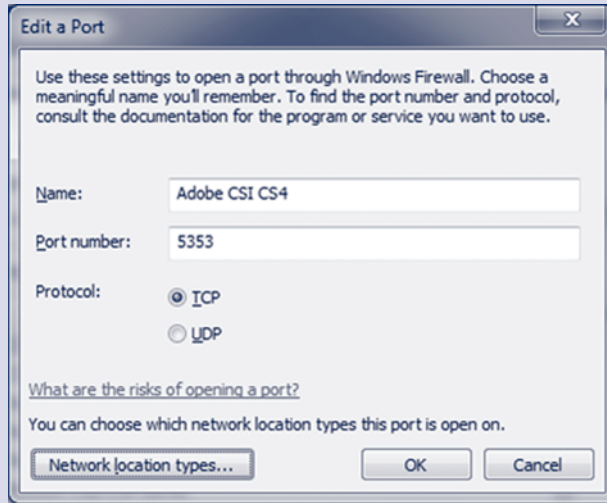 Edit a Port
Use these settings to open a port through Windows Firewall. Choose a
meaningful name you'll remember. To find the port number and protocol,
consult the documentation for the program or service you want to use.
Name:
Adobe CSI CS4
Port number:
5353
Protocol:
TCP
UDP
What are the risks of opening a port?
You can choose which network location types this port is open on.
Network location types...
OK
Cancel